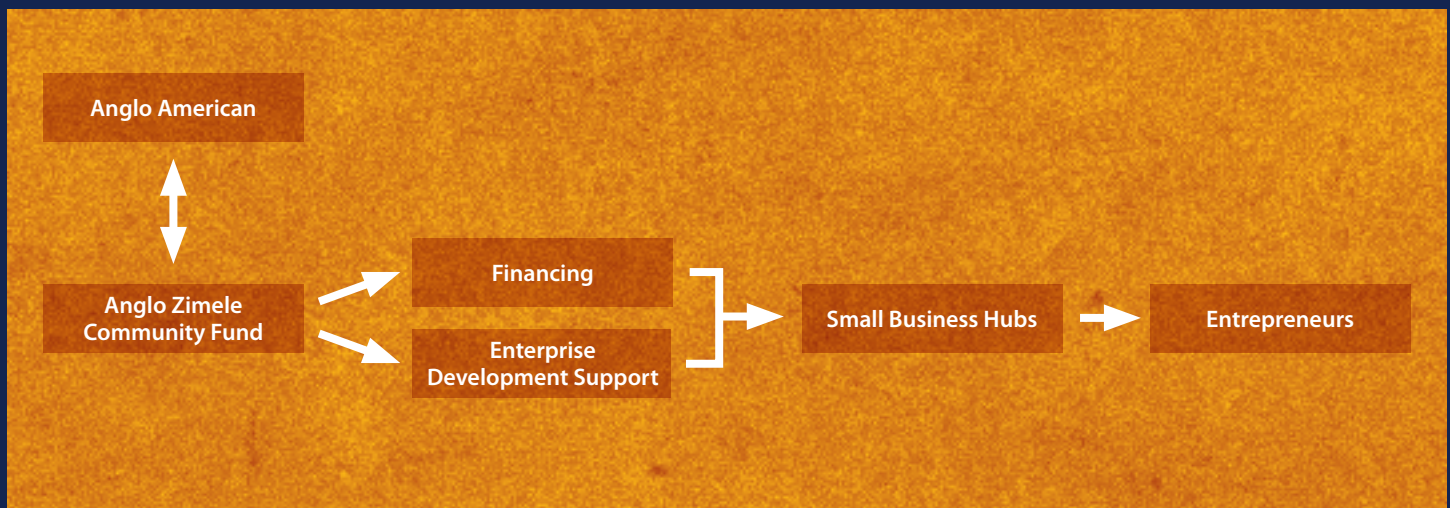 Anglo American
Anglo Zimele
Community Fund
Financing
Enterprise
Development Support
Small Business Hubs
Entrepreneurs